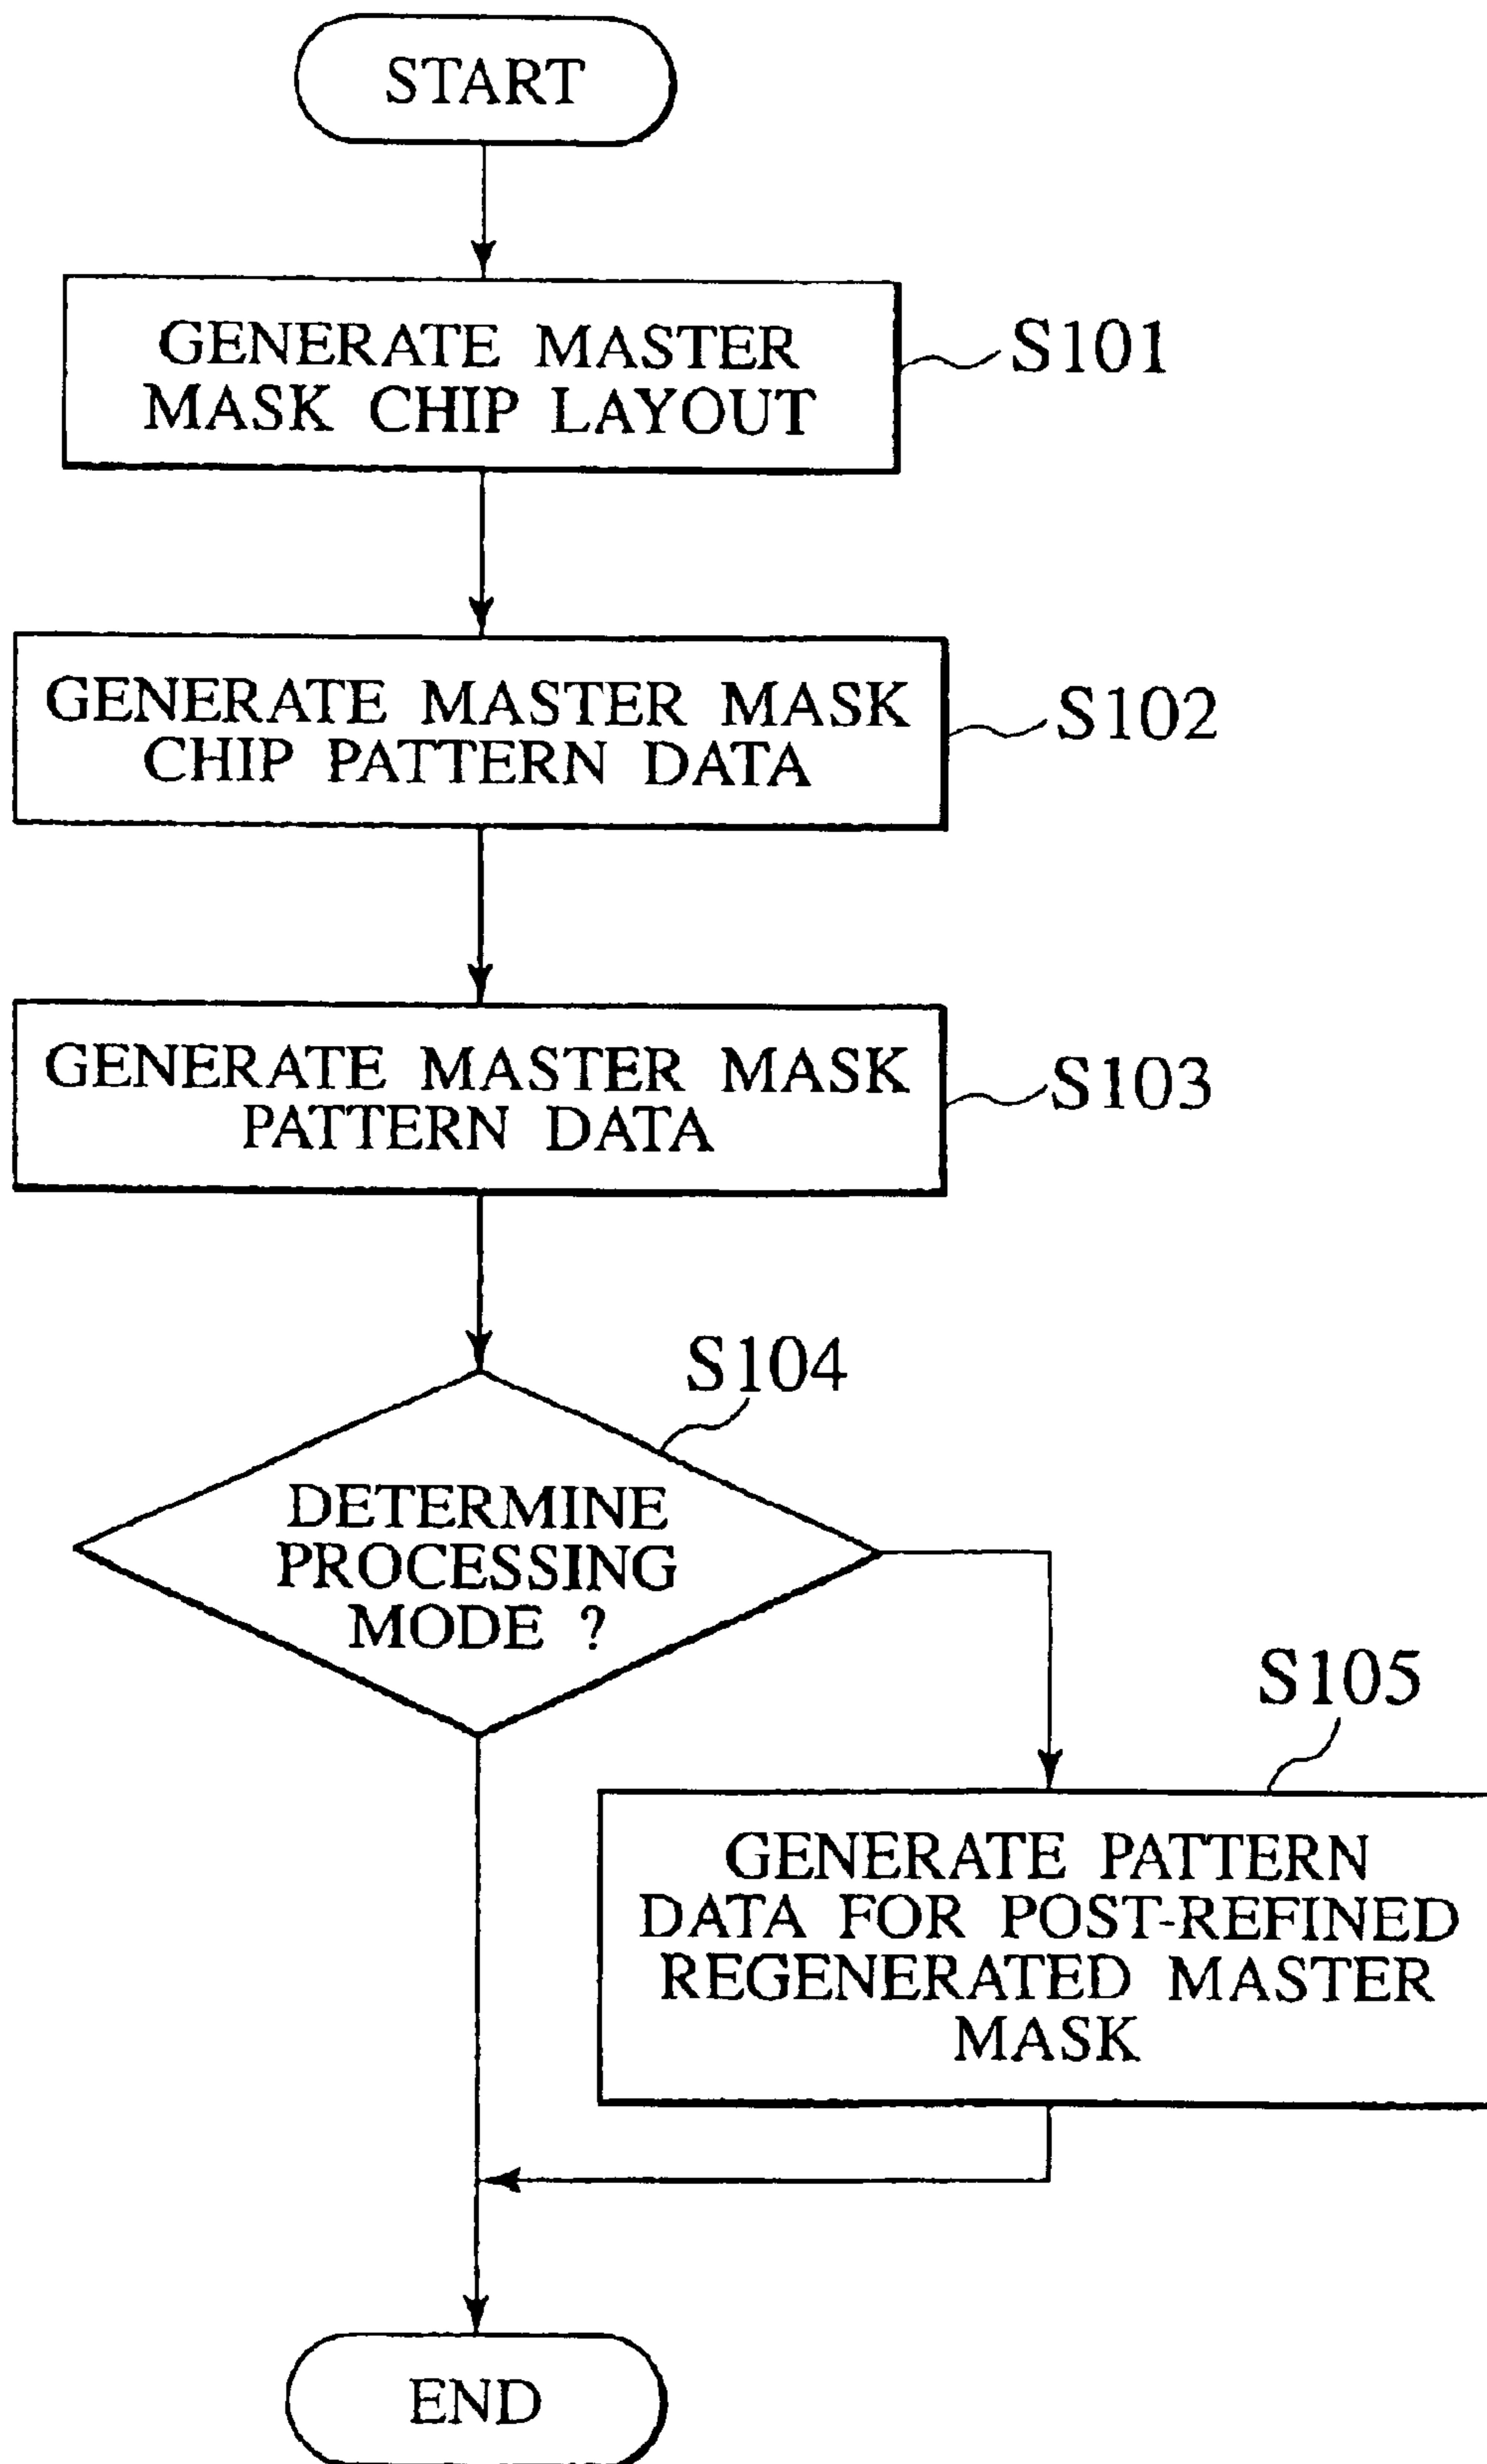 START
GENERATE MASTER
MASK CHIP LAYOUT
S101
GENERATE MASTER MASK
CHIP PATTERN DATA
S102
GENERATE MASTER MASK
PATTERN DATA
S103
S104
DETERMINE
PROCESSING
MODE ?
S105
GENERATE PATTERN
DATA FOR POST-REFINED
REGENERATED MASTER
MASK
END